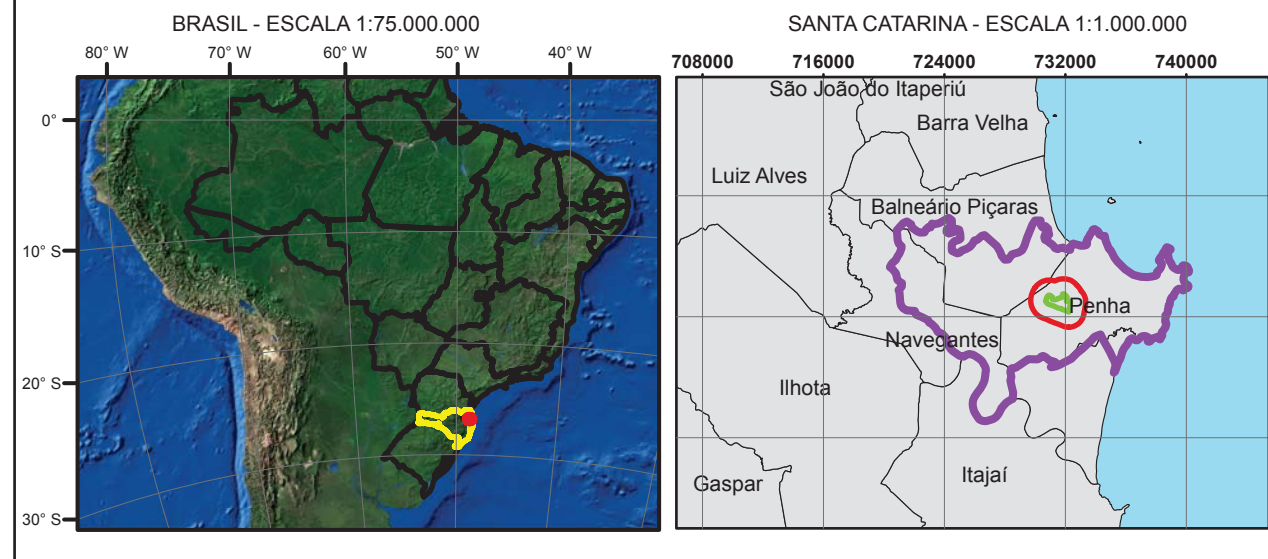 BRASIL - ESCALA 1:75.000.000
80° W 70° W 60° W 50° W 40° W
0°
10° S
20° S
30° S
SANTA CATARINA - ESCALA 1:1.000.000
708000 716000 724000 732000 740000
São João do Itaperiú
Barra Velha
Luiz Alves
Balneário Piçaras
Penha
Navegantes
Ilhota
Itajaí
Gaspar